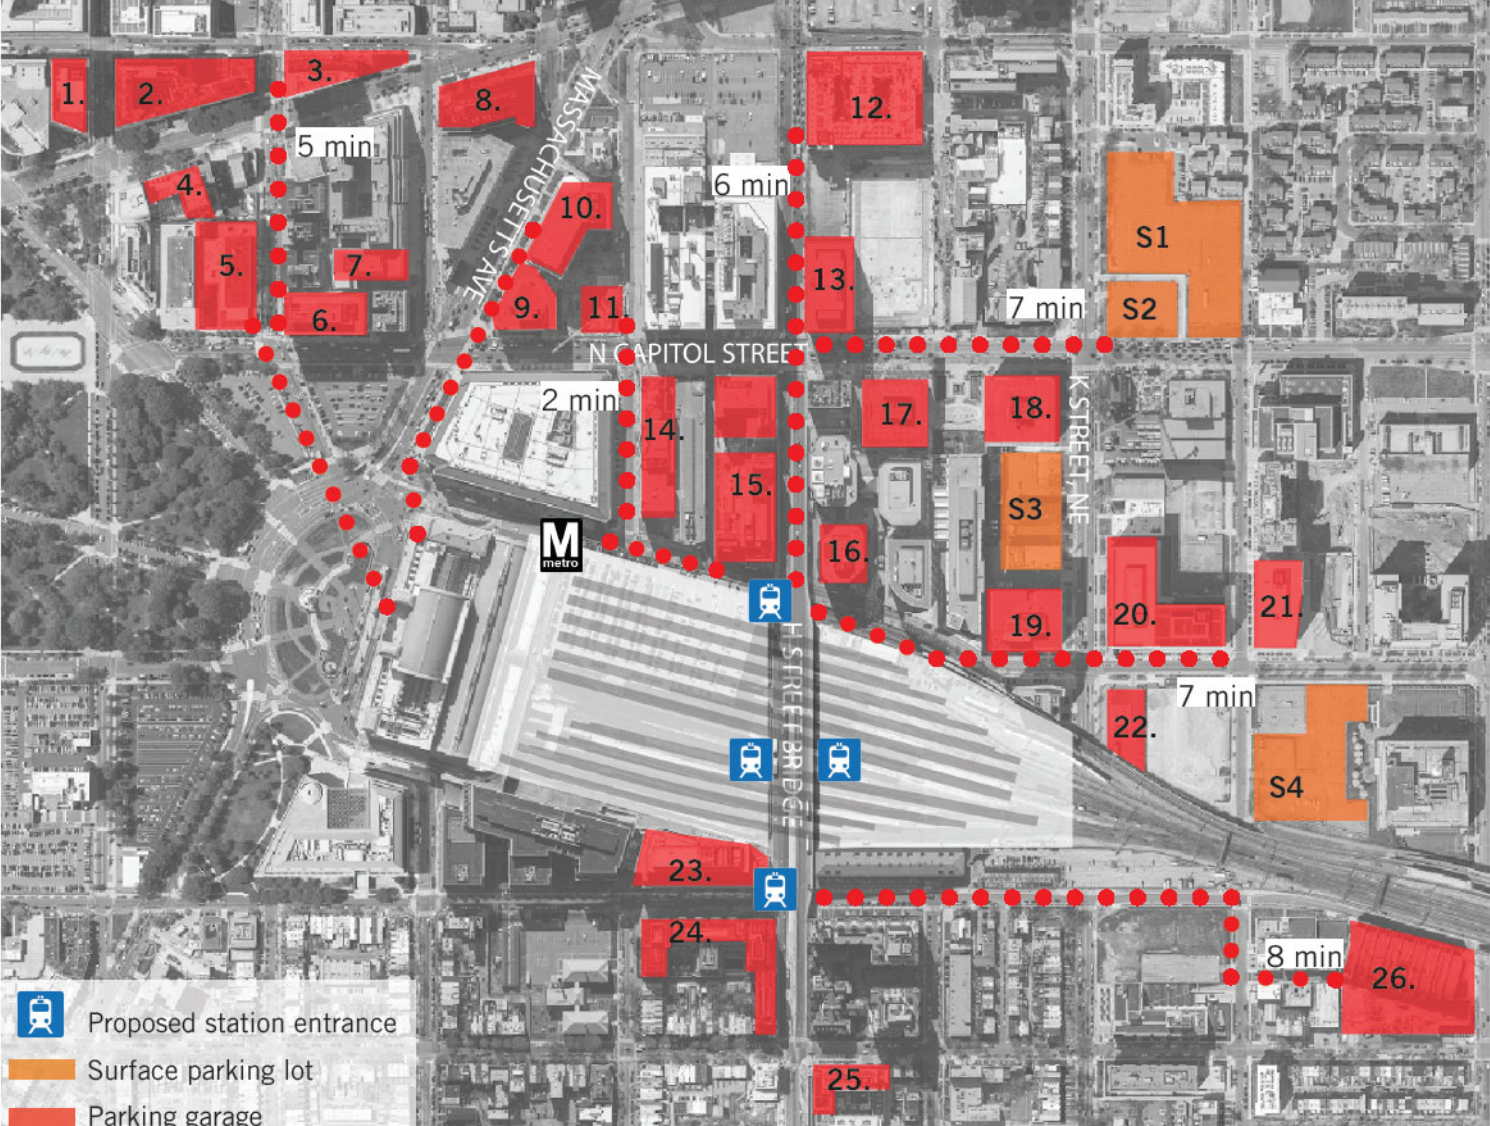 1.
2.
3.
8.
MASSACHUSETTS AVE
12.
5 min
4.
6 min
10.
5.
7.
S1
13.
6.
9.
11.
7 min
S2
N CAPITOL STREET
2 min
K STREET, NE
14.
17.
18.
15.
S3
M
metro
16.
20.
21.
19.
H STREET BRIDGE
7 min
22.
S4
23.
24.
8 min
26.
25.
Proposed station entrance
Surface parking lot
Parking garage